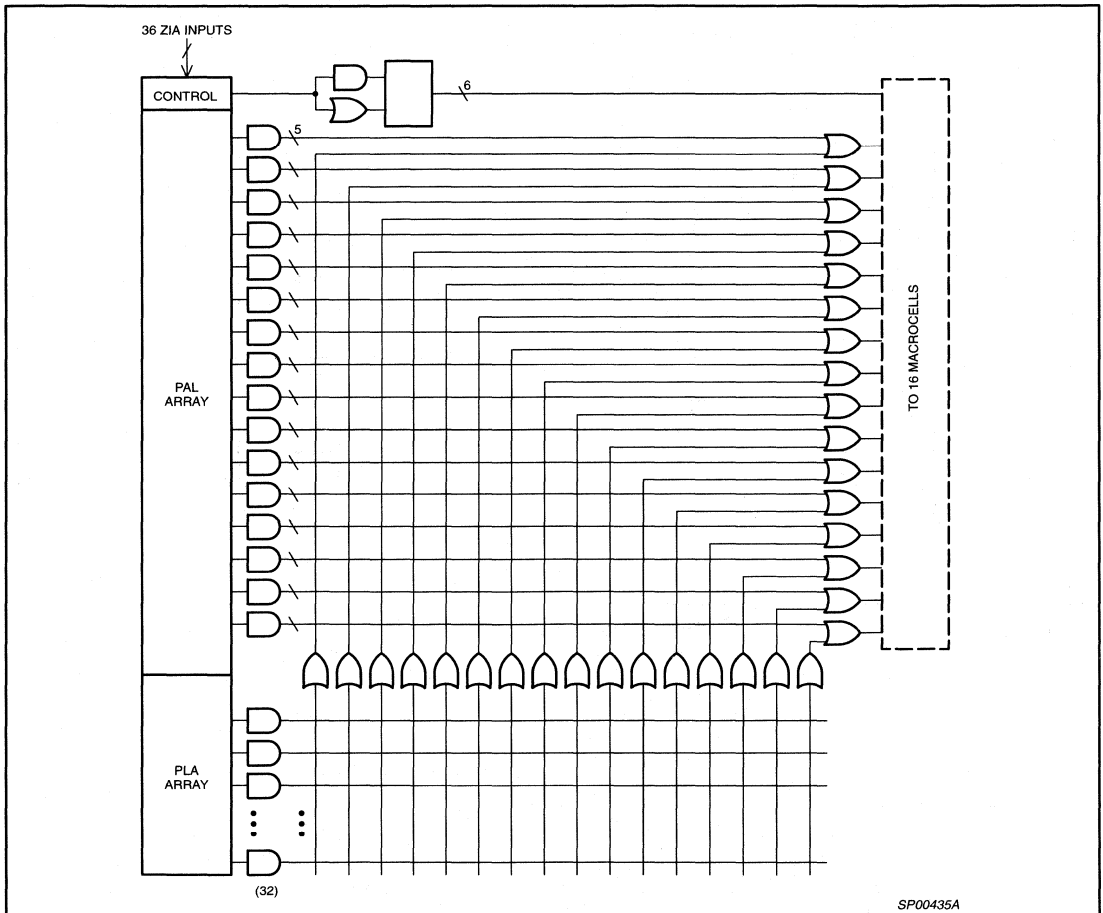 36 ZIA INPUTS
CONTROL
6
5
PAL
ARRAY
TO 16 MACROCELLS
PLA
ARRAY
(32)
SP00435A